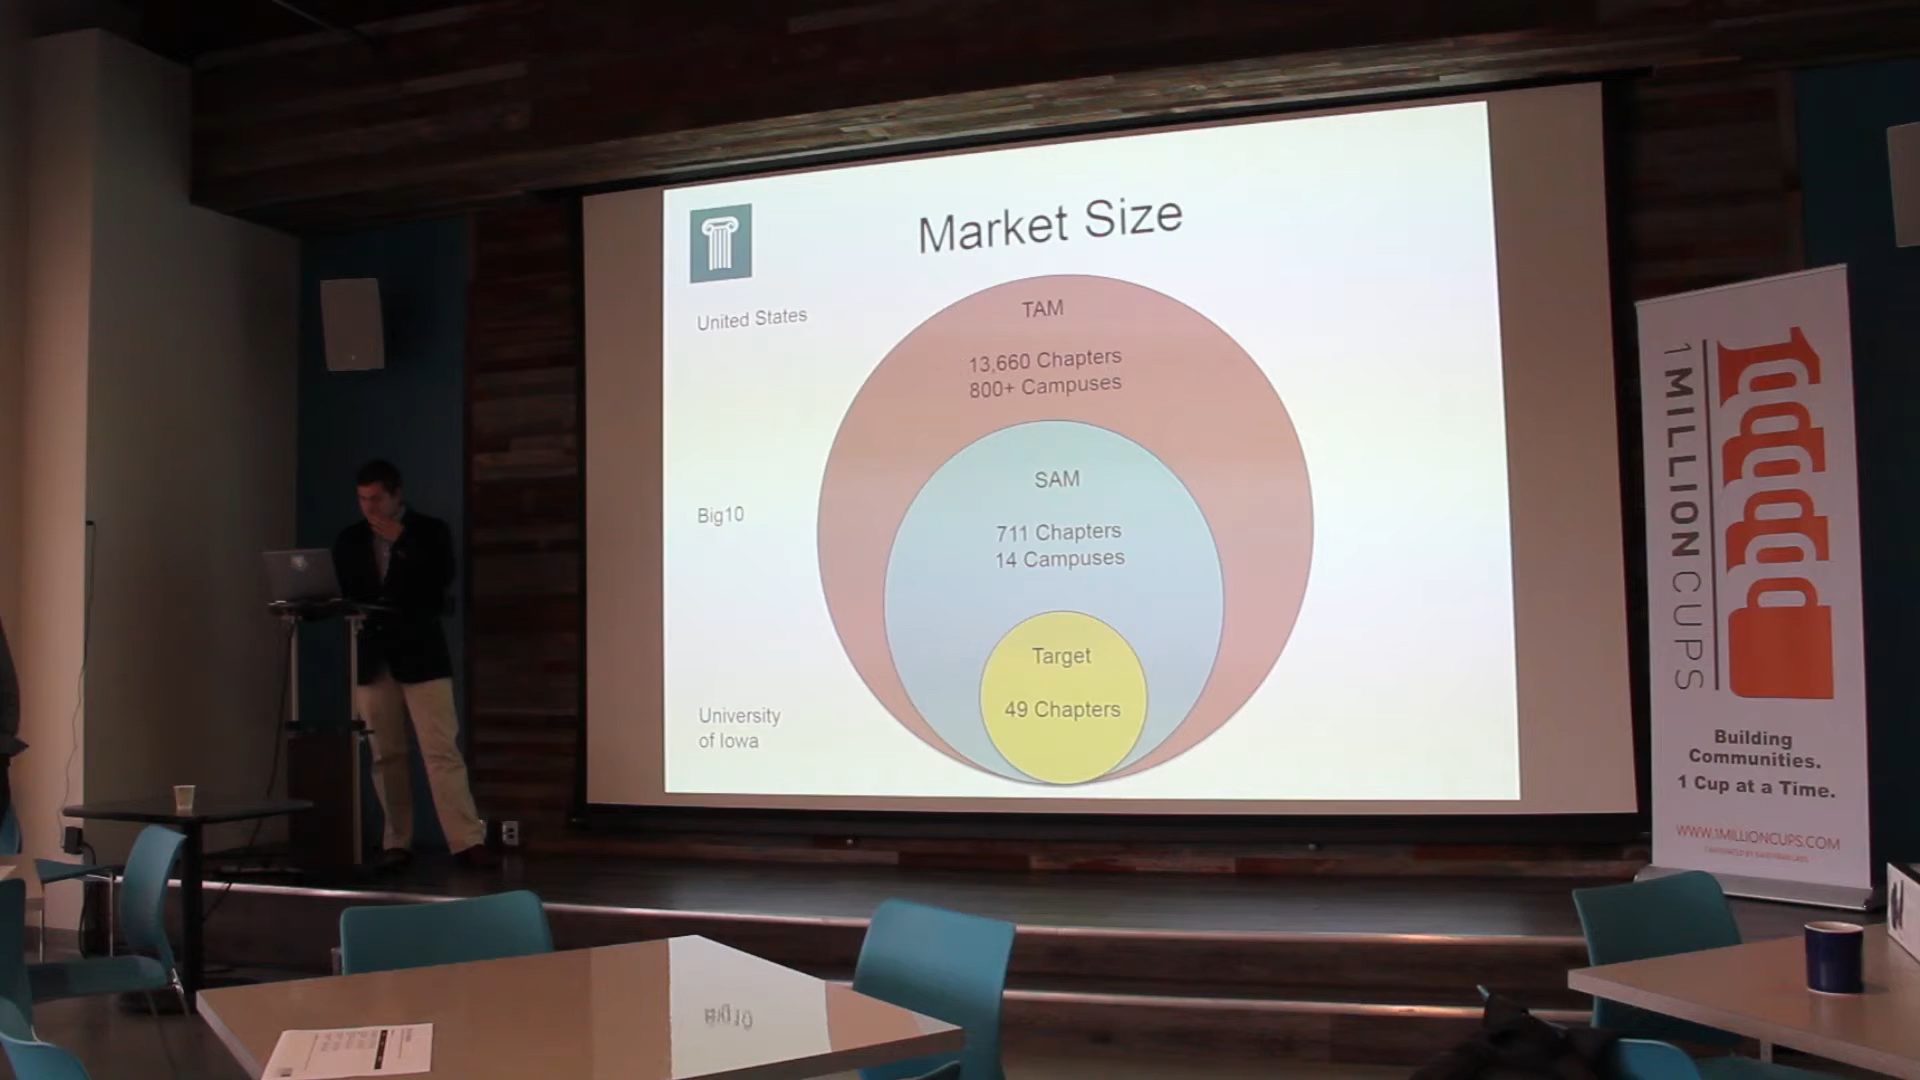 Market Size
United States
TAM
13,660 Chapters
800+ Campuses
Big10
SAM
711 Chapters
14 Campuses
University
of Iowa
Target
49 Chapters
1 MILLION CUPS
Building
Communities.
1 Cup at a Time.
WWW.1MILLIONCUPS.COM